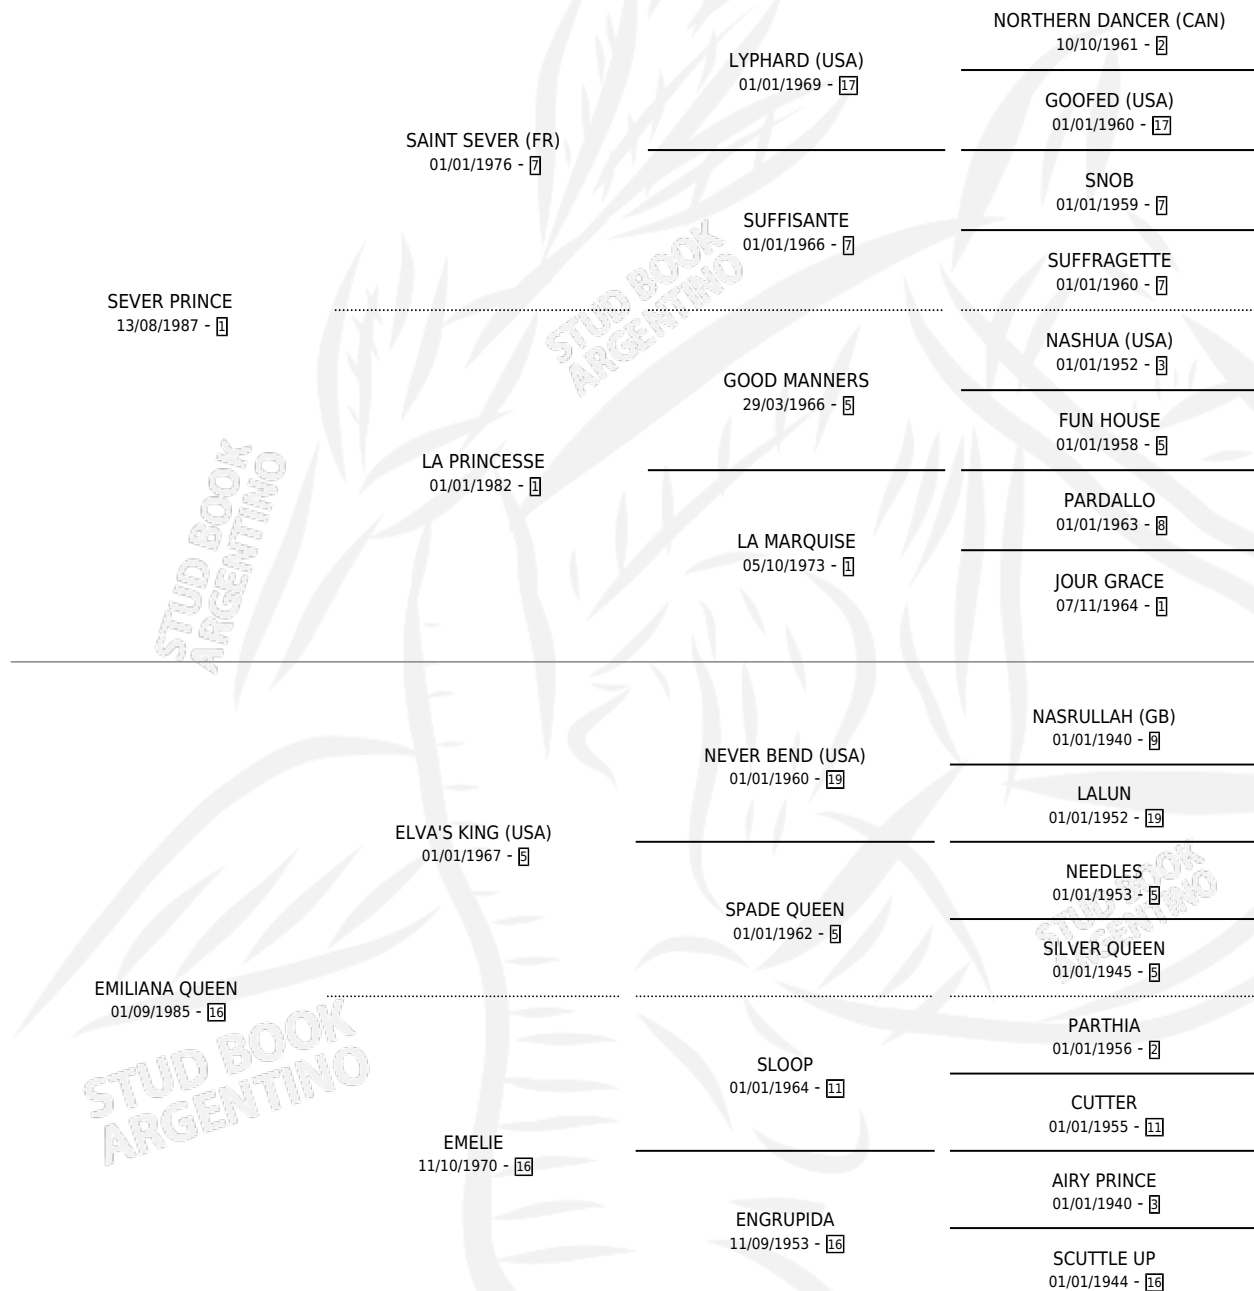 NORTHERN DANCER (CAN)
10/10/1961 - 2
LYPHARD (USA)
01/01/1969 - 17
GOOFED (USA)
01/01/1960 - 17
SAINT SEVER (FR)
01/01/1976 - 7
SNOB
01/01/1959 - 7
SUFFISANTE
01/01/1966 - 7
SUFFRAGETTE
01/01/1960 - 7
SEVER PRINCE
13/08/1987 - 1
NASHUA (USA)
01/01/1952 - 3
GOOD MANNERS
29/03/1966 - 5
FUN HOUSE
01/01/1958 - 5
LA PRINCESSE
01/01/1982 - 1
PARDALLO
01/01/1963 - 8
LA MARQUISE
05/10/1973 - 1
JOUR GRACE
07/11/1964 - 1
NASRULLAH (GB)
01/01/1940 - 9
NEVER BEND (USA)
01/01/1960 - 19
LALUN
01/01/1952 - 19
ELVA'S KING (USA)
01/01/1967 - 5
NEEDLES
01/01/1953 - 5
SPADE QUEEN
01/01/1962 - 5
SILVER QUEEN
01/01/1945 - 5
EMILIANA QUEEN
01/09/1985 - 16
PARTHIA
01/01/1956 - 2
SLOOP
01/01/1964 - 11
CUTTER
01/01/1955 - 11
EMELIE
11/10/1970 - 16
AIRY PRINCE
01/01/1940 - 3
ENGRUPIDA
11/09/1953 - 16
SCUTTLE UP
01/01/1944 - 16
STUD BOOK
ARGENTINO
STUD BOOK
ARGENTINO
STUD BOOK
ARGENTINO
STUD BOOK
ARGENTINO